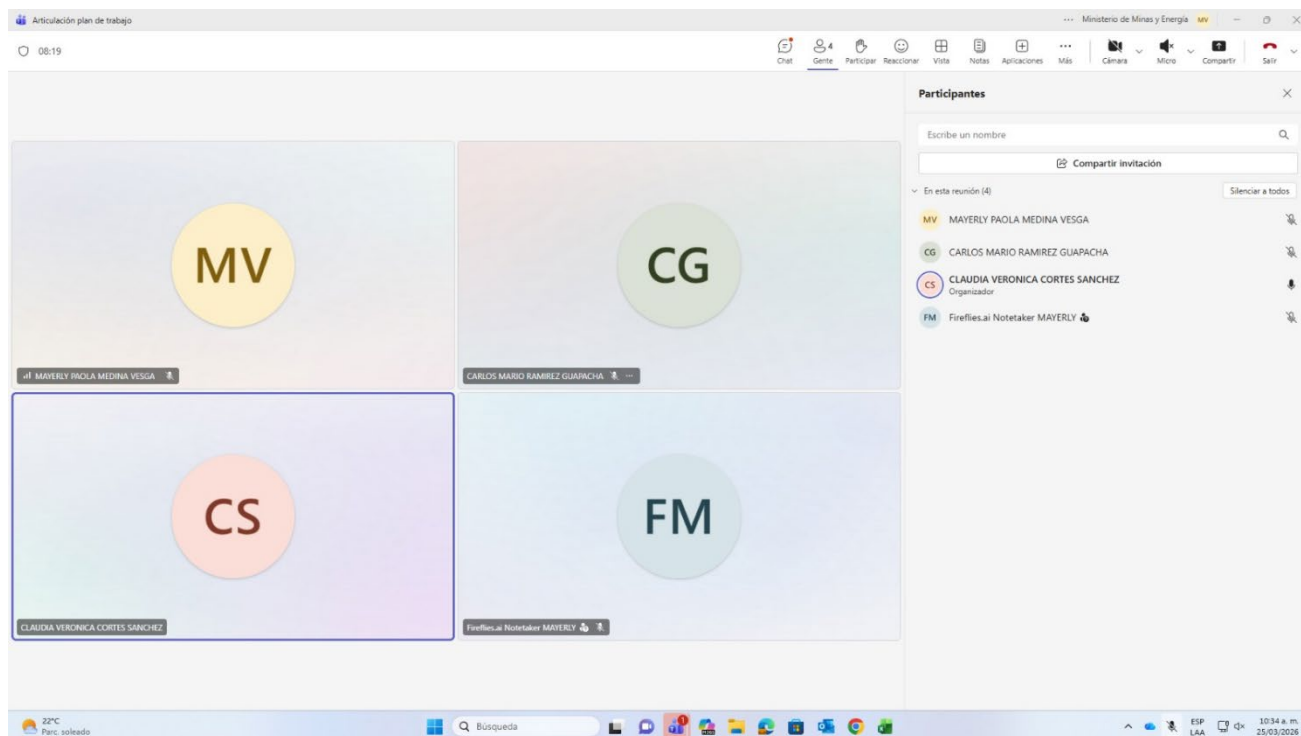 Articulación plan de trabajo
··· Ministerio de Minas y Energía MV
08:19
Chat
4
Gente
Participar
Reaccionar
Vista
Notas
Aplicaciones
Más
Cámara
Micro
Compartir
Salir
MV
MAYERLY PAOLA MEDINA VESGA
CG
CARLOS MARIO RAMIREZ GUAPACHA ···
CS
CLAUDIA VERONICA CORTES SANCHEZ
FM
Fireflies.ai Notetaker MAYERLY
Participantes
Escribe un nombre
Compartir invitación
En esta reunión (4)
Silenciar a todos
MV MAYERLY PAOLA MEDINA VESGA
CG CARLOS MARIO RAMIREZ GUAPACHA
CS CLAUDIA VERONICA CORTES SANCHEZ
Organizador
FM Fireflies.ai Notetaker MAYERLY
22°C
Parc. soleado
Búsqueda
1
ESP
LAA
10:34 a. m.
25/03/2026